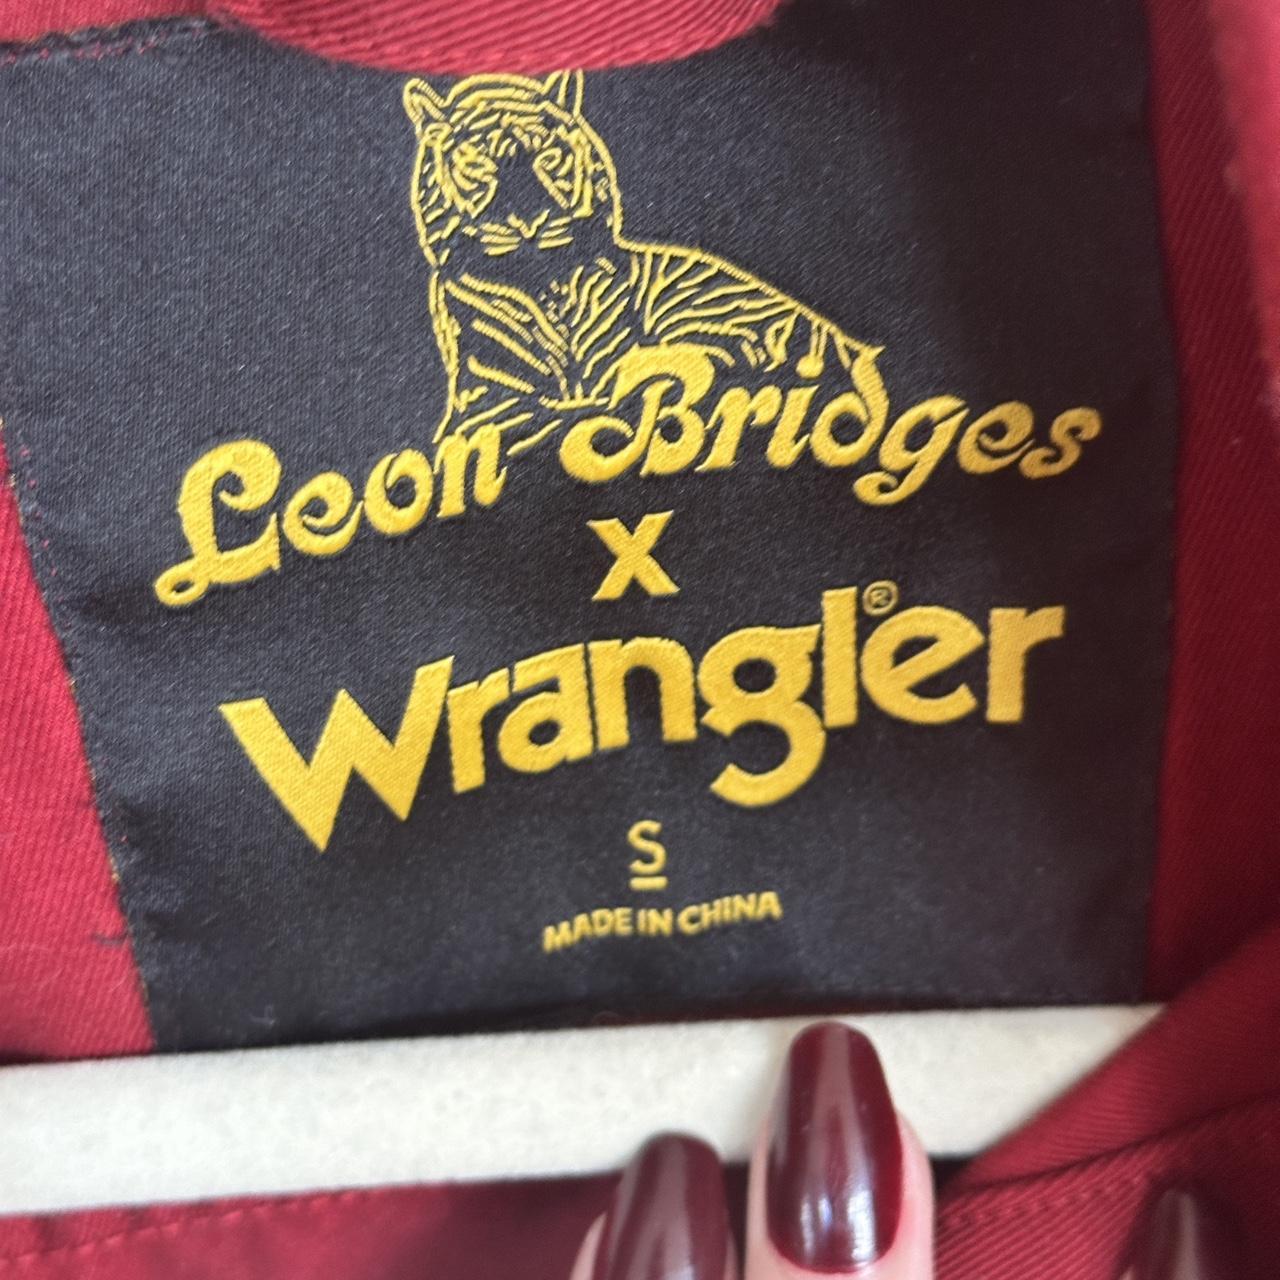 Leon Bridges
X
Wrangler®
S
MADE IN CHINA